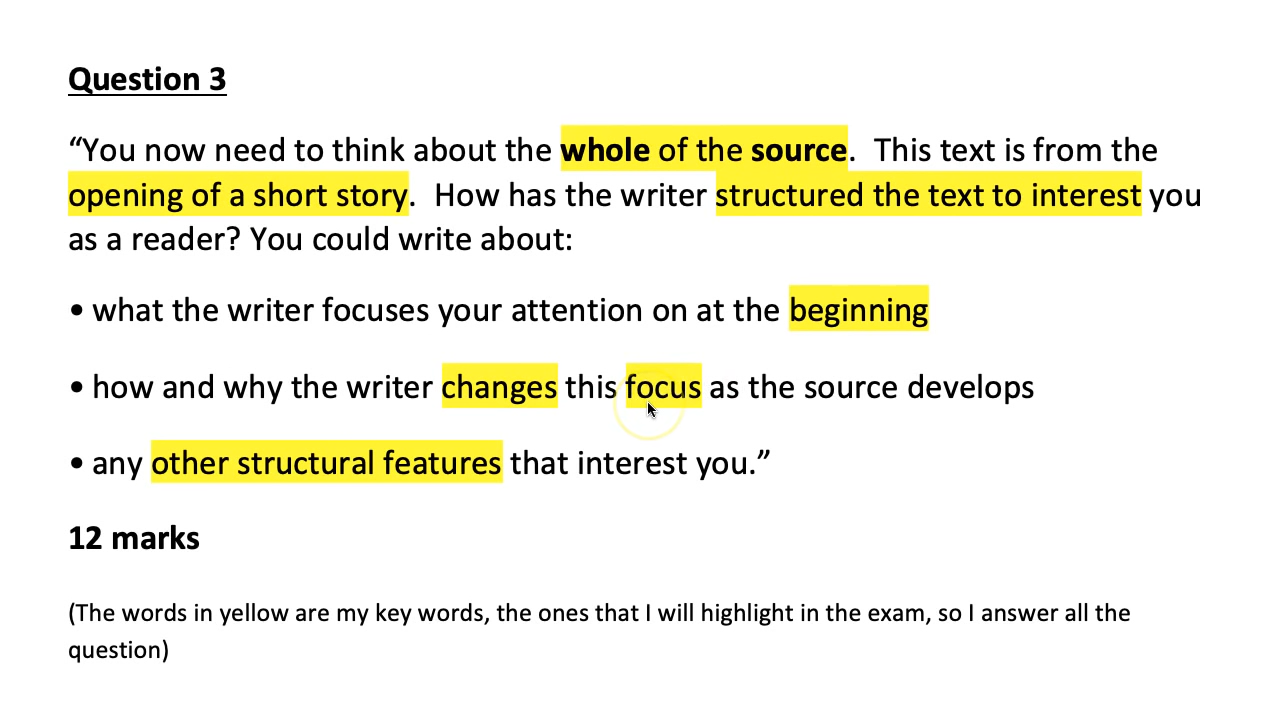 Question 3
“You now need to think about the whole of the source.  This text is from the
opening of a short story.  How has the writer structured the text to interest you
as a reader? You could write about:
• what the writer focuses your attention on at the beginning
• how and why the writer changes this focus as the source develops
• any other structural features that interest you.”
12 marks
(The words in yellow are my key words, the ones that I will highlight in the exam, so I answer all the
question)